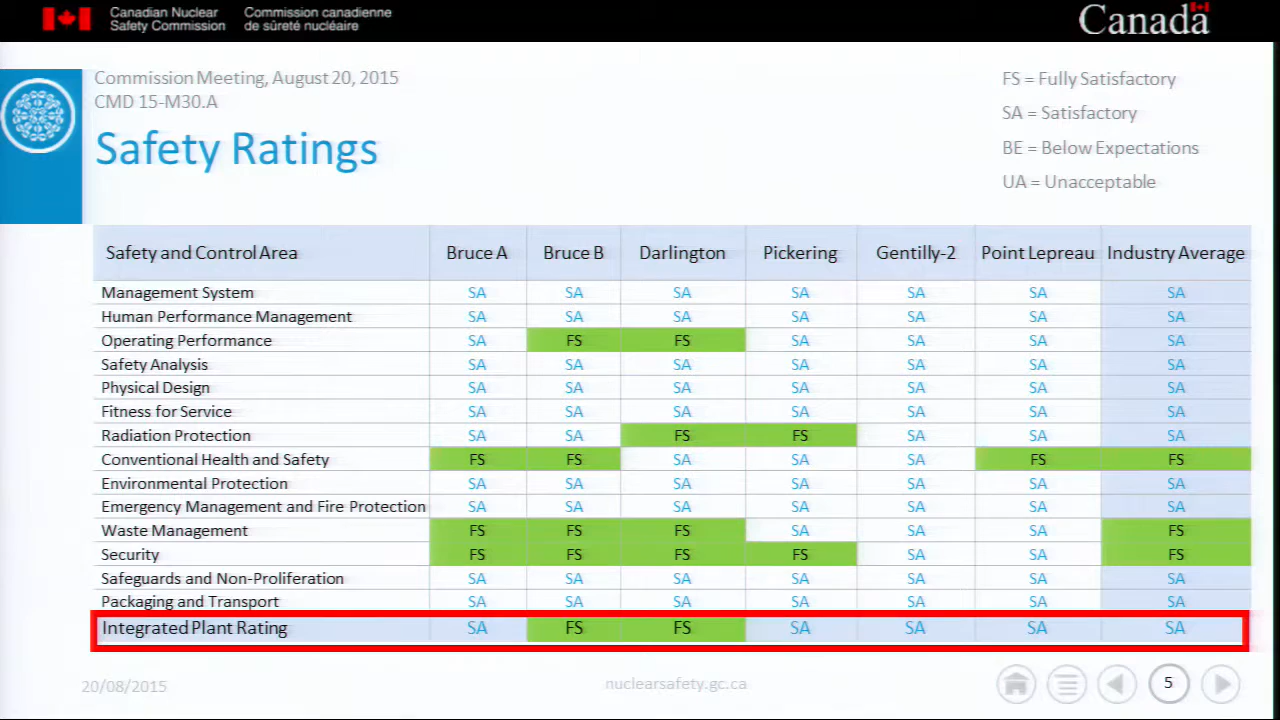 Canadian Nuclear Safety Commission
Commission canadienne de sûreté nucléaire
Canada
Commission Meeting, August 20, 2015
CMD 15-M30.A
Safety Ratings
FS = Fully Satisfactory
SA = Satisfactory
BE = Below Expectations
UA = Unacceptable
Safety and Control Area Bruce A Bruce B Darlington Pickering Gentilly-2 Point Lepreau Industry Average
Management System SA SA SA SA SA SA SA
Human Performance Management SA SA SA SA SA SA SA
Operating Performance SA FS FS SA SA SA SA
Safety Analysis SA SA SA SA SA SA SA
Physical Design SA SA SA SA SA SA SA
Fitness for Service SA SA SA SA SA SA SA
Radiation Protection SA SA FS FS SA SA SA
Conventional Health and Safety FS FS SA SA SA FS FS
Environmental Protection SA SA SA SA SA SA SA
Emergency Management and Fire Protection SA SA SA SA SA SA SA
Waste Management FS FS FS SA SA SA FS
Security FS FS FS FS SA SA FS
Safeguards and Non-Proliferation SA SA SA SA SA SA SA
Packaging and Transport SA SA SA SA SA SA SA
Integrated Plant Rating SA FS FS SA SA SA SA
20/08/2015
nuclearsafety.gc.ca
5